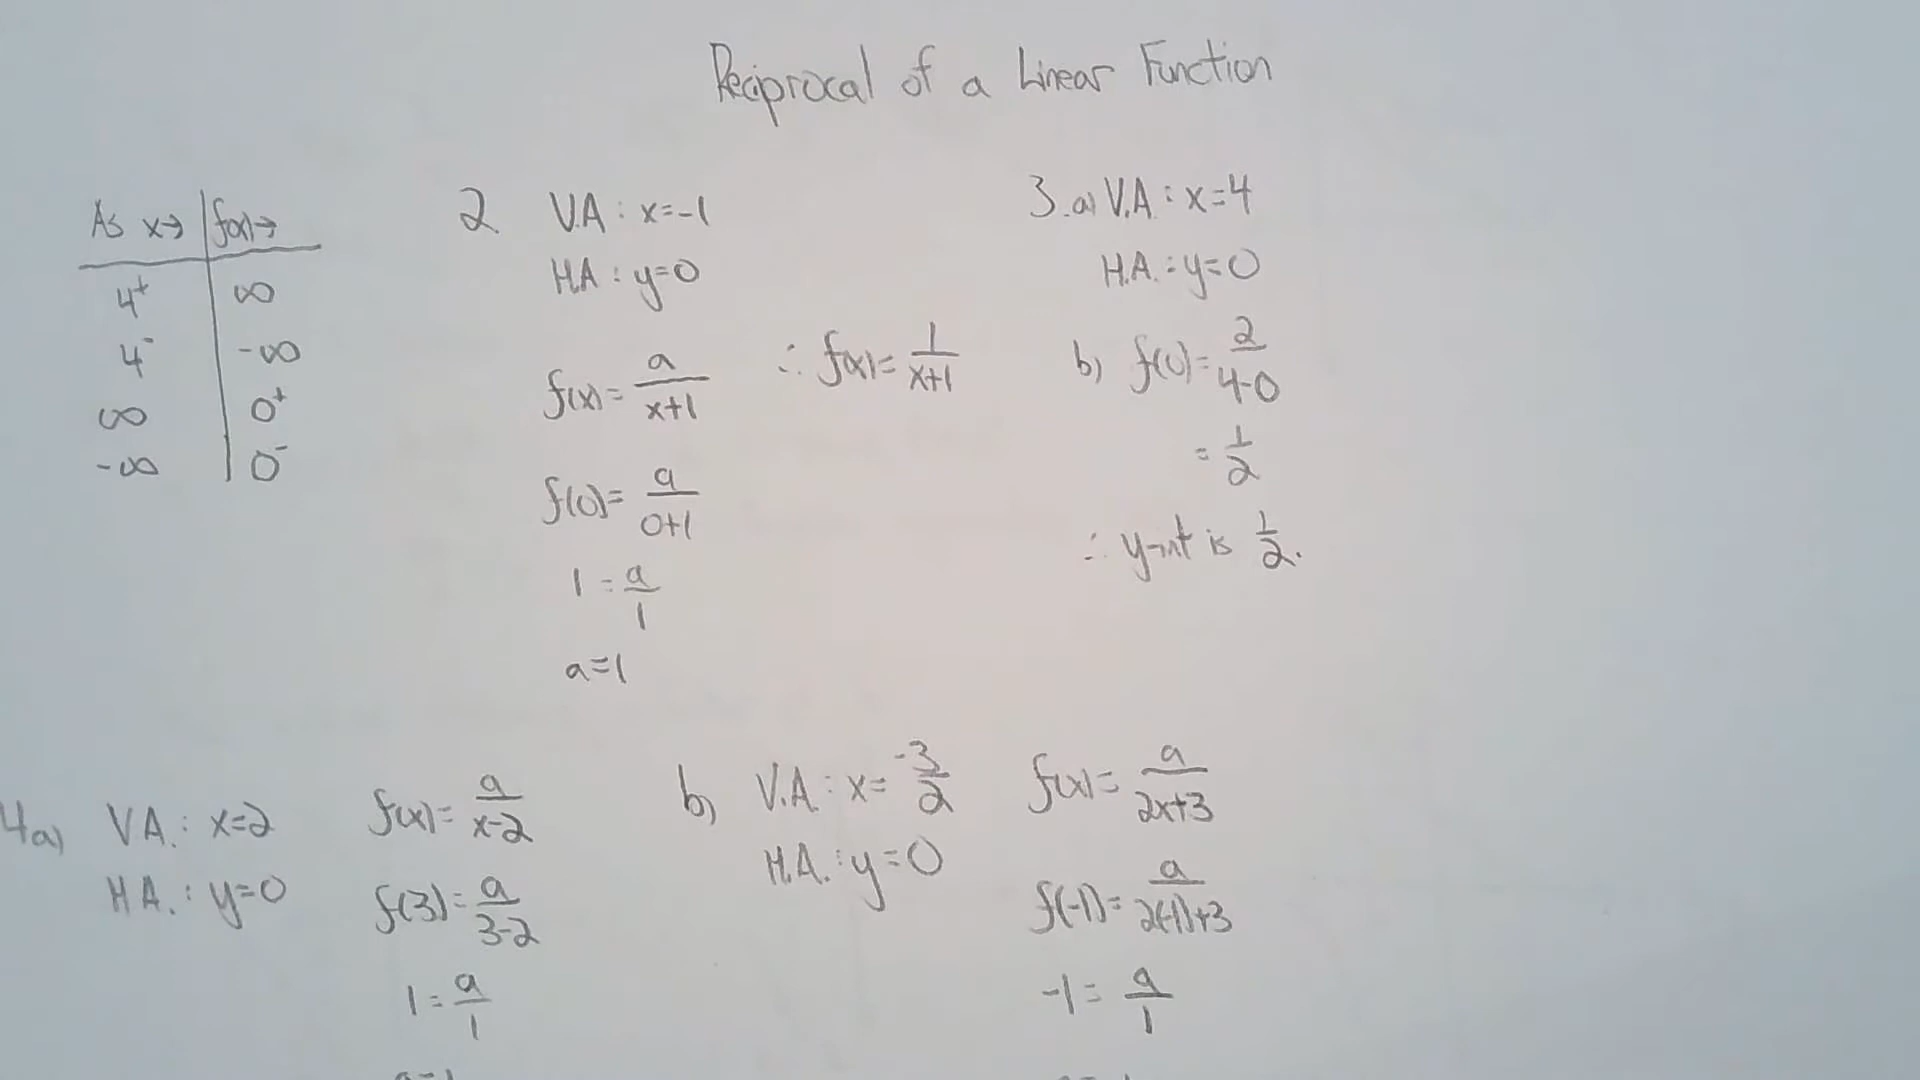 Reciprocal of a Linear Function
As x→ | f(x)→
4⁺ | ∞
4⁻ | -∞
∞ | 0⁺
-∞ | 0⁻
2. V.A : x=-1
H.A : y=0
f(x) = a/(x+1)
f(0) = a/(0+1)
1 = a/1
a=1
∴ f(x) = 1/(x+1)
3. a) V.A : x=4
H.A. : y=0
b) f(0) = 2/(4-0)
= 1/2
∴ y-int is 1/2.
4a) V.A. : x=2
H.A. : y=0
f(x) = a/(x-2)
f(3) = a/(3-2)
1 = a/1
b) V.A : x = -3/2
H.A. : y=0
f(x) = a/(2x+3)
f(-1) = a/(2(-1)+3)
-1 = a/1